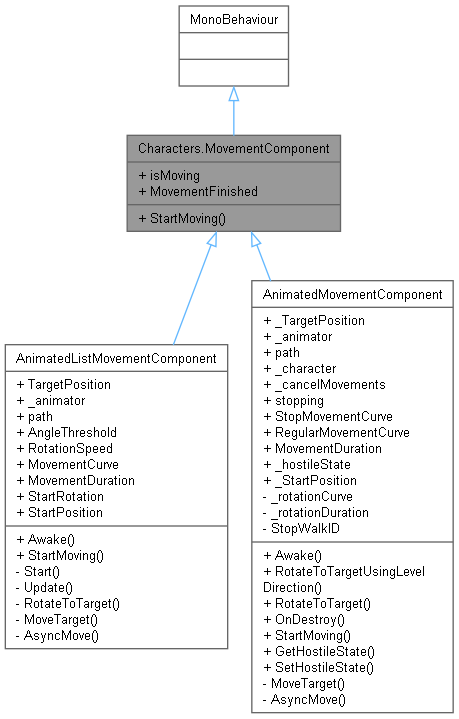 MonoBehaviour
Characters.MovementComponent
+ isMoving
+ MovementFinished
+ StartMoving()
AnimatedListMovementComponent
+ TargetPosition
+ _animator
+ path
+ AngleThreshold
+ RotationSpeed
+ MovementCurve
+ MovementDuration
+ StartRotation
+ StartPosition
+ Awake()
+ StartMoving()
- Start()
- Update()
- RotateToTarget()
- MoveTarget()
- AsyncMove()
AnimatedMovementComponent
+ _TargetPosition
+ _animator
+ path
+ _character
+ _cancelMovements
+ stopping
+ StopMovementCurve
+ RegularMovementCurve
+ MovementDuration
+ _hostileState
+ _StartPosition
- _rotationCurve
- _rotationDuration
- StopWalkID
+ Awake()
+ RotateToTargetUsingLevel
Direction()
+ RotateToTarget()
+ OnDestroy()
+ StartMoving()
+ GetHostileState()
+ SetHostileState()
- MoveTarget()
- AsyncMove()